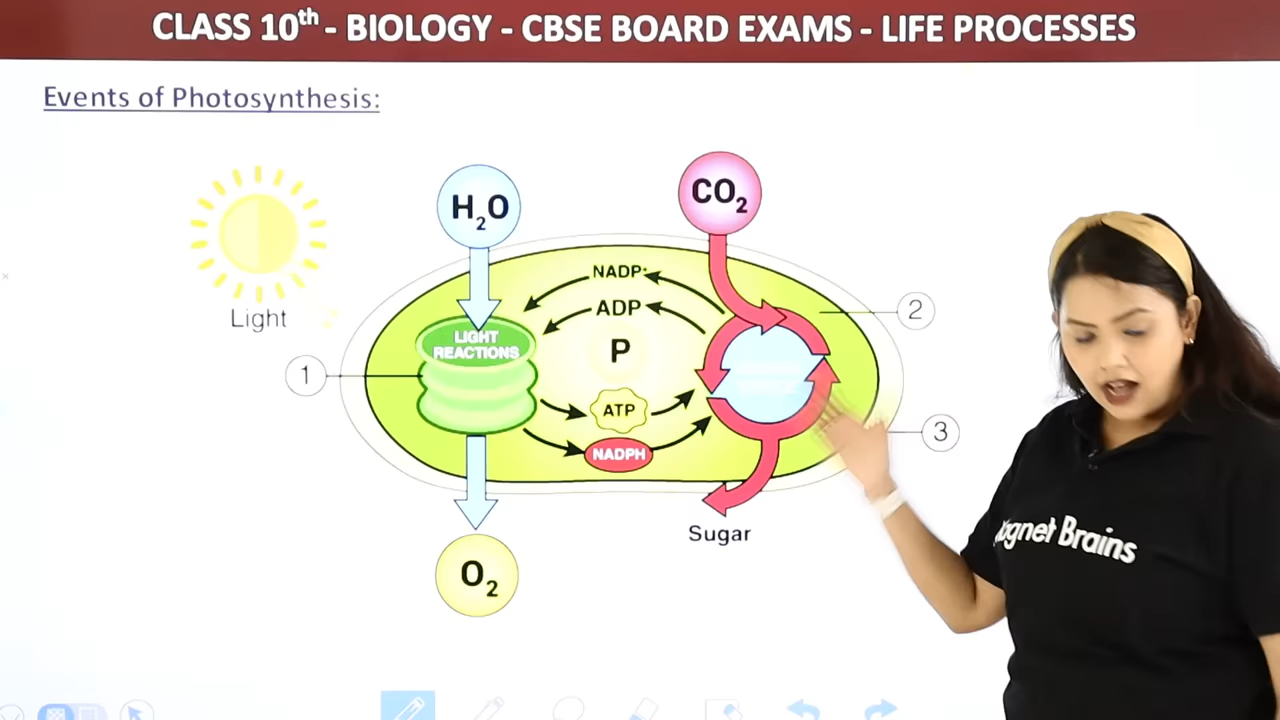 CLASS 10th - BIOLOGY - CBSE BOARD EXAMS - LIFE PROCESSES
Events of Photosynthesis:
Light
H2O
CO2
NADP+
ADP
P
ATP
NADPH
LIGHT
REACTIONS
1
2
3
Sugar
O2
Magnet Brains